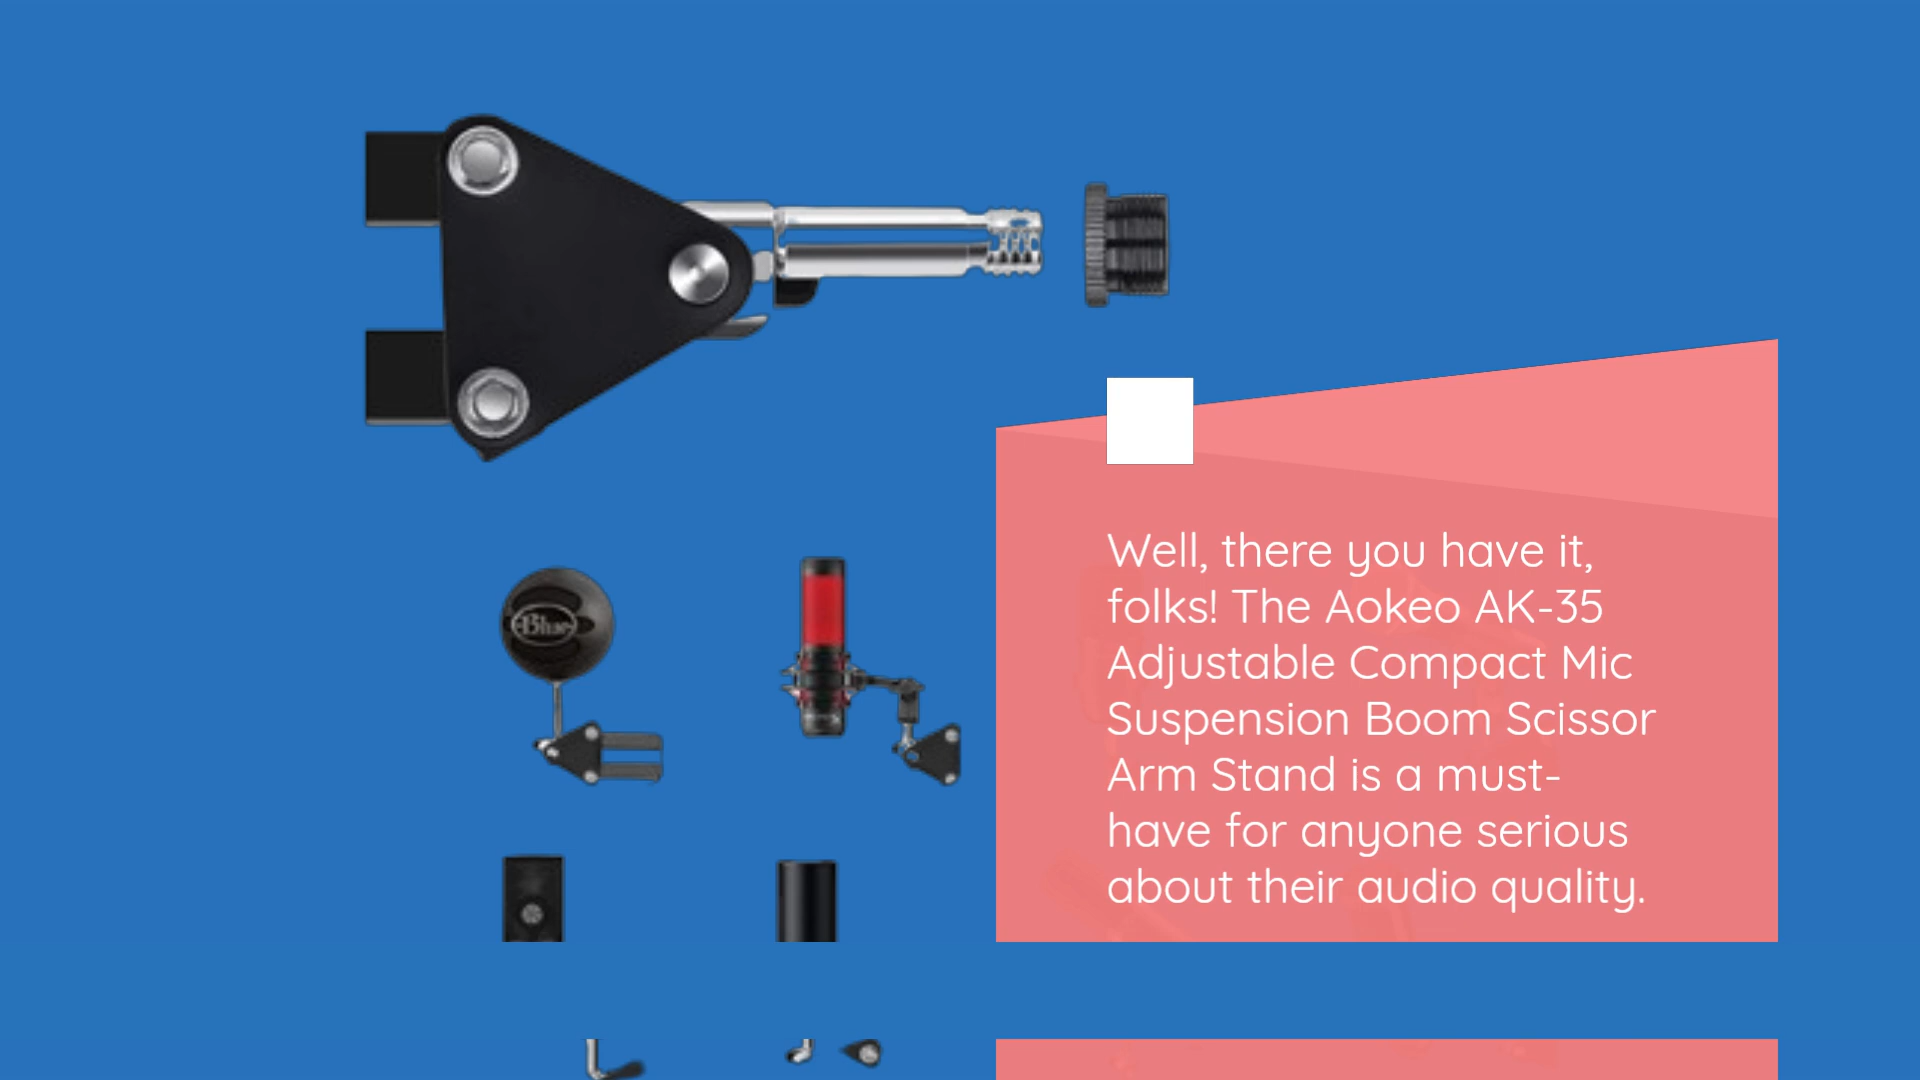 Blue
Well, there you have it,
folks! The Aokeo AK-35
Adjustable Compact Mic
Suspension Boom Scissor
Arm Stand is a must-
have for anyone serious
about their audio quality.